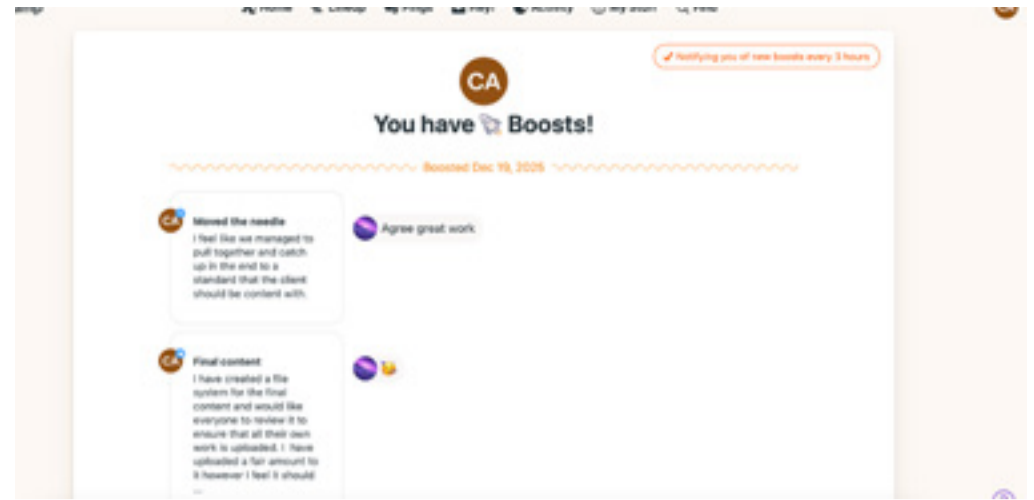 Home Lineup Pings Hey! Activity My Stuff Find
Notifying you of new boosts every 3 hours
CA
You have Boosts!
Boosted Dec 19, 2025
CA
Moved the needle
I feel like we managed to
pull together and catch
up in the end to a
standard that the client
should be content with.
Agree great work
CA
Final content
I have created a file
system for the final
content and would like
everyone to review it to
ensure that all their own
work is uploaded. I have
uploaded a fair amount to
it however I feel it should
...